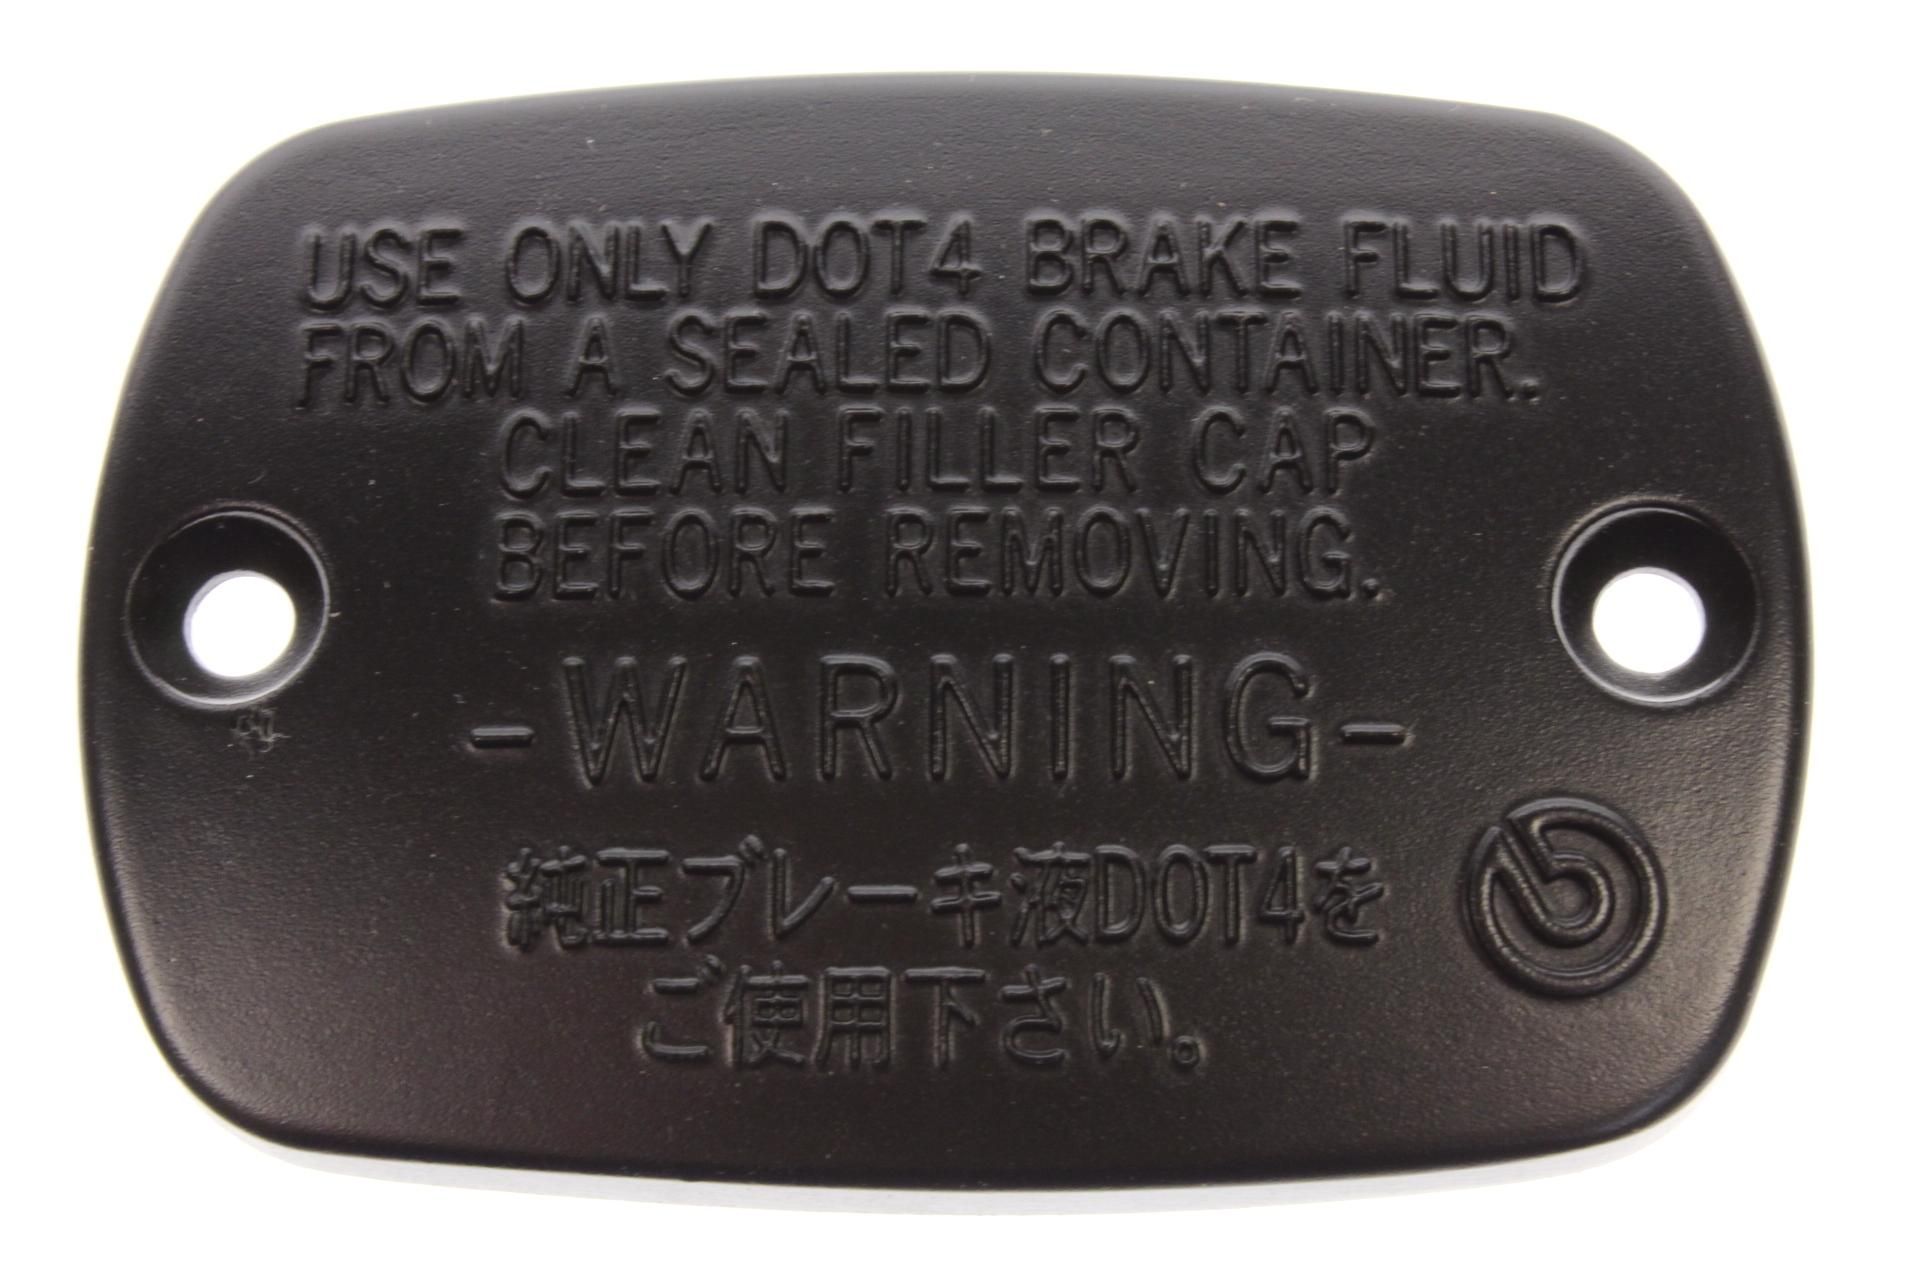 USE ONLY DOT4 BRAKE FLUID
FROM A SEALED CONTAINER.
CLEAN FILLER CAP
BEFORE REMOVING.
-WARNING-
純正ブレーキ液DOT4を
ご使用下さい。